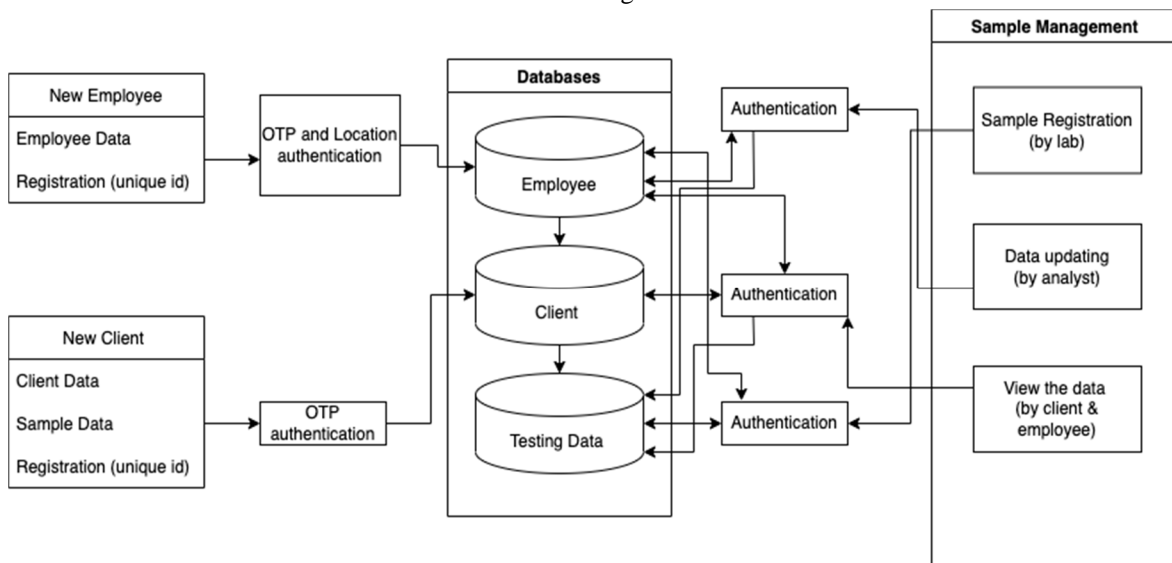 Sample Management
New Employee
Employee Data
Registration (unique id)
OTP and Location
authentication
Databases
Employee
Client
Testing Data
Authentication
Authentication
Authentication
Sample Registration
(by lab)
Data updating
(by analyst)
View the data
(by client &
employee)
New Client
Client Data
Sample Data
Registration (unique id)
OTP
authentication